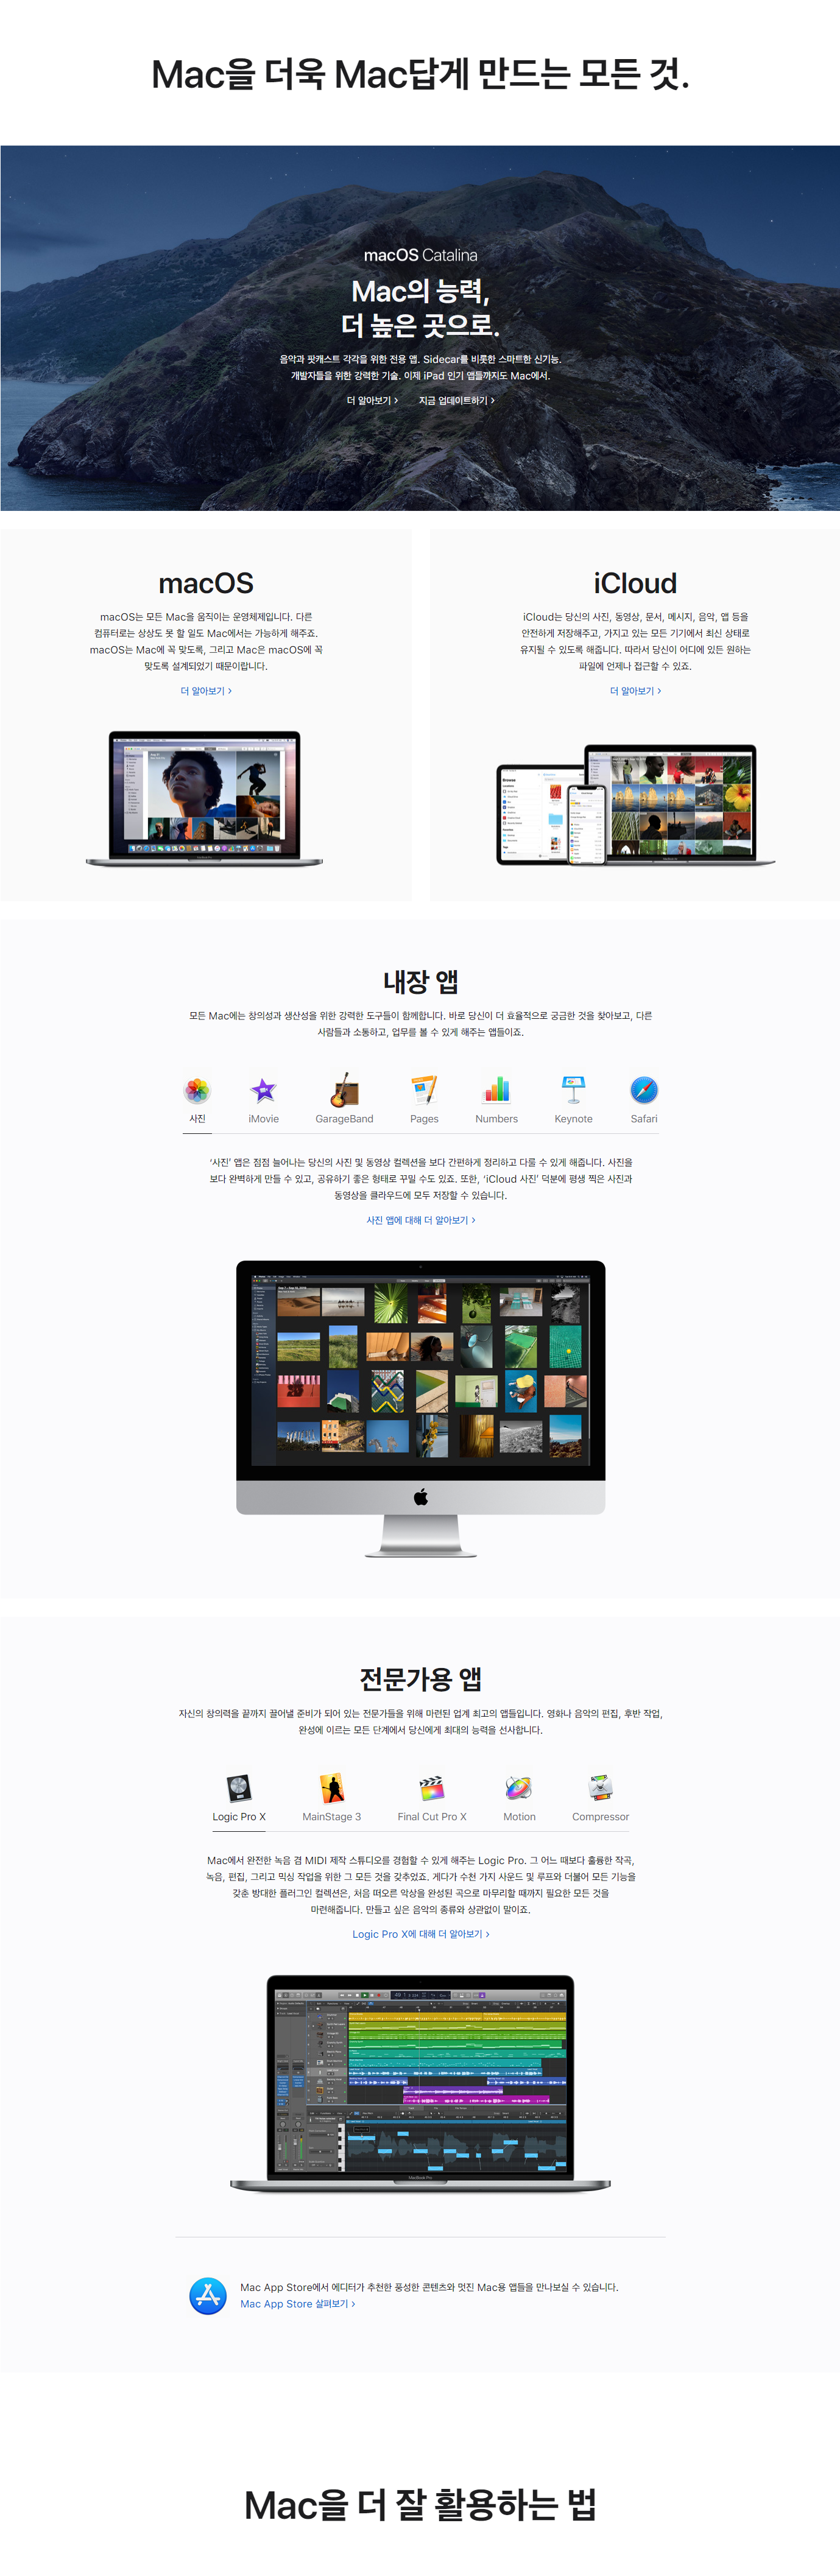 Mac을 더욱 Mac답게 만드는 모든 것.
macOS Catalina
Mac의 능력,
더 높은 곳으로.
음악과 팟캐스트 각각을 위한 전용 앱. Sidecar를 비롯한 스마트한 신기능.
개발자들을 위한 강력한 기술. 이제 iPad 인기 앱들까지도 Mac에서.
더 알아보기 > 지금 업데이트하기 >
macOS
macOS는 모든 Mac을 움직이는 운영체제입니다. 다른
컴퓨터로는 상상도 못 할 일도 Mac에서는 가능하게 해주죠.
macOS는 Mac에 꼭 맞도록, 그리고 Mac은 macOS에 꼭
맞도록 설계되었기 때문이랍니다.
더 알아보기 >
iCloud
iCloud는 당신의 사진, 동영상, 문서, 메시지, 음악, 앱 등을
안전하게 저장해주고, 가지고 있는 모든 기기에서 최신 상태로
유지될 수 있도록 해줍니다. 따라서 당신이 어디에 있든 원하는
파일에 언제나 접근할 수 있죠.
더 알아보기 >
Browse
MacBook Pro
내장 앱
모든 Mac에는 창의성과 생산성을 위한 강력한 도구들이 함께합니다. 바로 당신이 더 효율적으로 궁금한 것을 찾아보고, 다른
사람들과 소통하고, 업무를 볼 수 있게 해주는 앱들이죠.
사진 iMovie GarageBand Pages Numbers Keynote Safari
‘사진’ 앱은 점점 늘어나는 당신의 사진 및 동영상 컬렉션을 보다 간편하게 정리하고 다룰 수 있게 해줍니다. 사진을
보다 완벽하게 만들 수 있고, 공유하기 좋은 형태로 꾸밀 수도 있죠. 또한, ‘iCloud 사진’ 덕분에 평생 찍은 사진과
동영상을 클라우드에 모두 저장할 수 있습니다.
사진 앱에 대해 더 알아보기 >
전문가용 앱
자신의 창의력을 끝까지 끌어낼 준비가 되어 있는 전문가들을 위해 마련된 업계 최고의 앱들입니다. 영화나 음악의 편집, 후반 작업,
완성에 이르는 모든 단계에서 당신에게 최대의 능력을 선사합니다.
Logic Pro X MainStage 3 Final Cut Pro X Motion Compressor
Mac에서 완전한 녹음 겸 MIDI 제작 스튜디오를 경험할 수 있게 해주는 Logic Pro. 그 어느 때보다 훌륭한 작곡,
녹음, 편집, 그리고 믹싱 작업을 위한 그 모든 것을 갖추었죠. 게다가 수천 가지 사운드 및 루프와 더불어 모든 기능을
갖춘 방대한 플러그인 컬렉션은, 처음 떠오른 악상을 완성된 곡으로 마무리할 때까지 필요한 모든 것을
마련해줍니다. 만들고 싶은 음악의 종류와 상관없이 말이죠.
Logic Pro X에 대해 더 알아보기 >
MacBook Pro
Mac App Store에서 에디터가 추천한 풍성한 콘텐츠와 멋진 Mac용 앱들을 만나보실 수 있습니다.
Mac App Store 살펴보기 >
Mac을 더 잘 활용하는 법